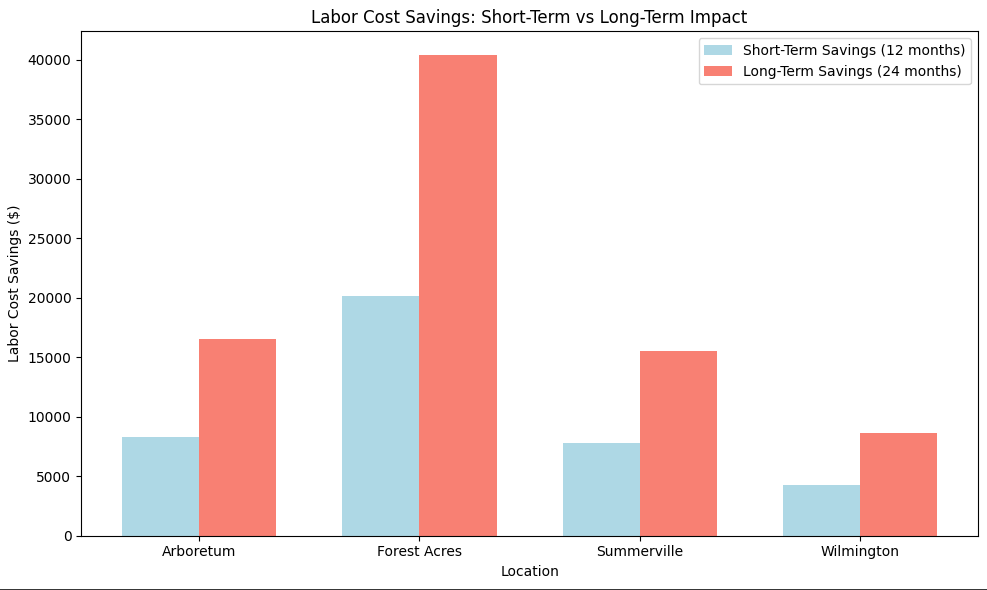 Labor Cost Savings: Short-Term vs Long-Term Impact
Short-Term Savings (12 months)
Long-Term Savings (24 months)
Labor Cost Savings ($)
40000
35000
30000
25000
20000
15000
10000
5000
0
Arboretum
Forest Acres
Summerville
Wilmington
Location